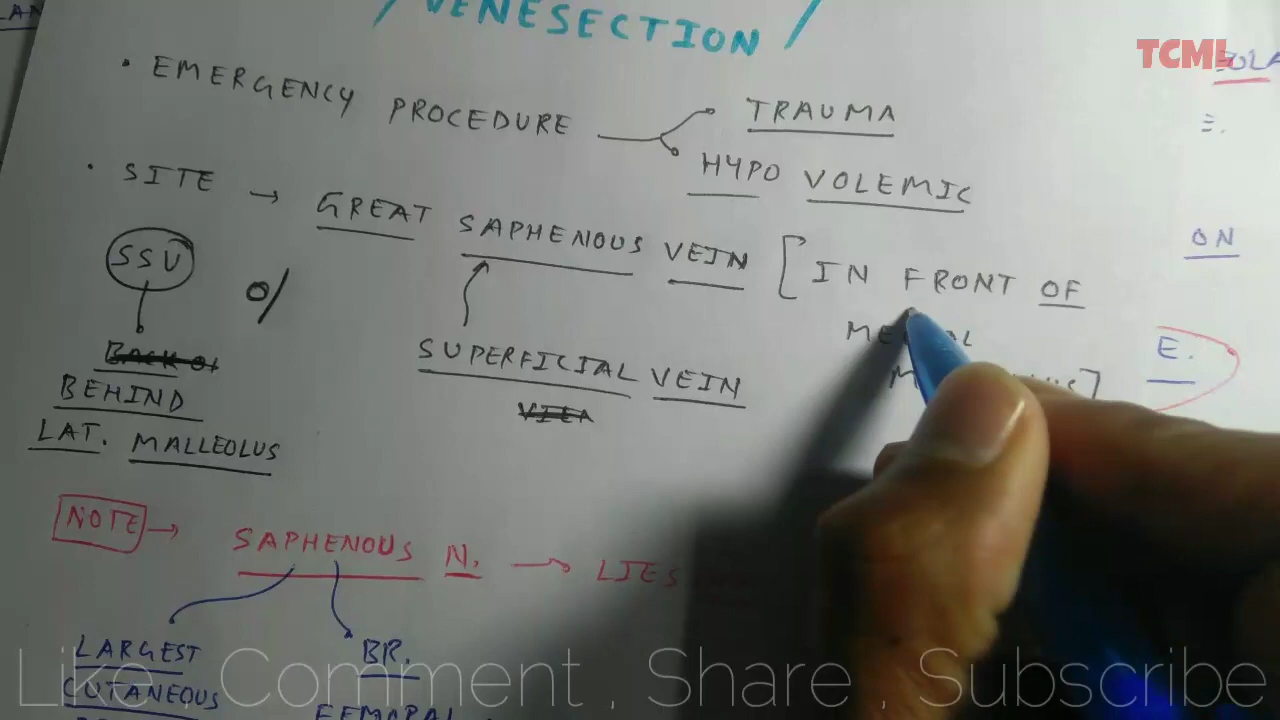 / VENESECTION /
TCML
• EMERGENCY PROCEDURE
TRAUMA
HYPO VOLEMIC
• SITE → GREAT SAPHENOUS VEIN [IN FRONT OF
ON
SSV
SUPERFICIAL VEIN
E.
BEHIND
LAT. MALLEOLUS
NOTE → SAPHENOUS N. → LIES
LARGEST
CUTANEOUS
BR.
FEMORAL
Like, Comment, Share, Subscribe